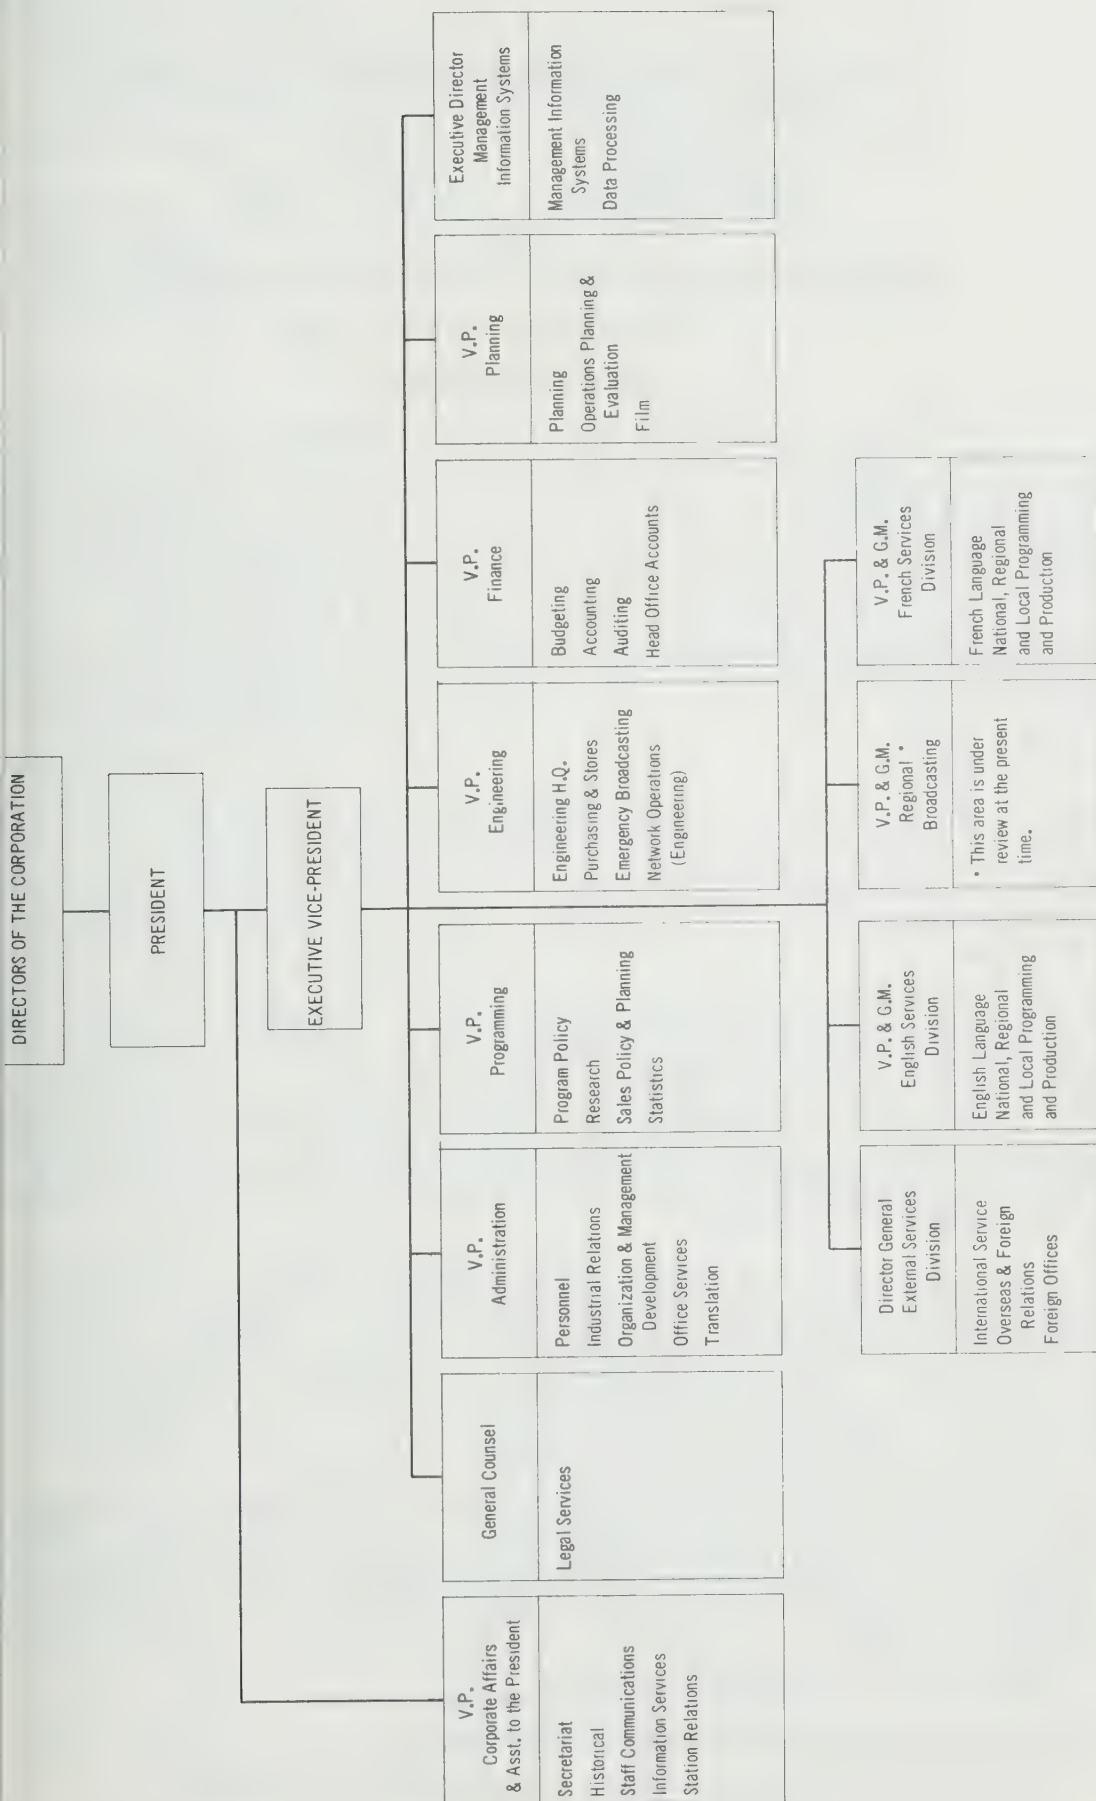 DIRECTORS OF THE CORPORATION
PRESIDENT
EXECUTIVE VICE-PRESIDENT
V.P.
Corporate Affairs
& Asst. to the President
Secretariat
Historical
Staff Communications
Information Services
Station Relations
General Counsel
Legal Services
V.P.
Administration
Personnel
Industrial Relations
Organization & Management
Development
Office Services
Translation
V.P.
Programming
Program Policy
Research
Sales Policy & Planning
Statistics
V.P.
Engineering
Engineering H.Q.
Purchasing & Stores
Emergency Broadcasting
Network Operations
(Engineering)
V.P.
Finance
Budgeting
Accounting
Auditing
Head Office Accounts
V.P.
Planning
Planning
Operations Planning &
Evaluation
Film
Executive Director
Management
Information Systems
Management Information
Systems
Data Processing
Director General
External Services
Division
International Service
Overseas & Foreign
Relations
Foreign Offices
V.P. & G.M.
English Services
Division
English Language
National, Regional
and Local Programming
and Production
V.P. & G.M.
Regional •
Broadcasting
• This area is under
review at the present
time.
V.P. & G.M.
French Services
Division
French Language
National, Regional
and Local Programming
and Production